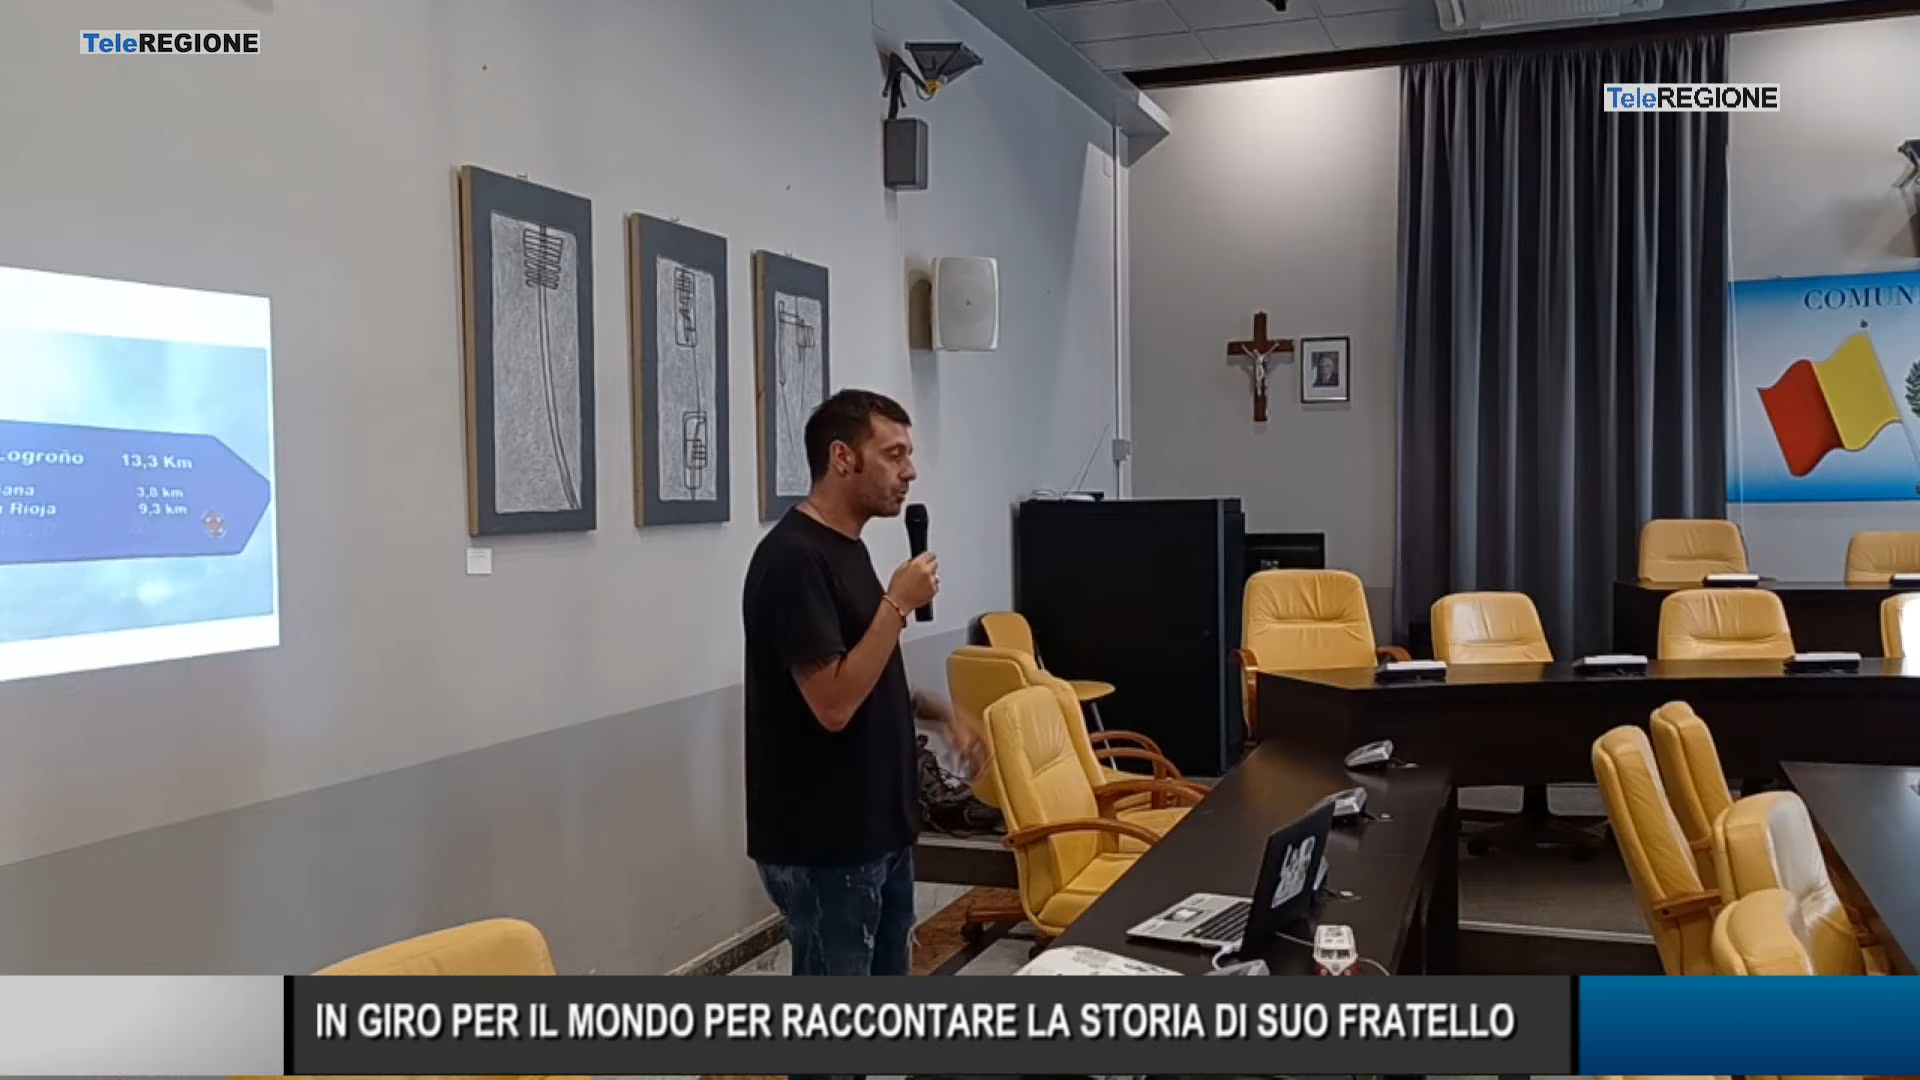 TeleREGIONE
TeleREGIONE
COMUN
Logroño 13,3 Km
3,8 km
Rioja 9,3 km
IN GIRO PER IL MONDO PER RACCONTARE LA STORIA DI SUO FRATELLO